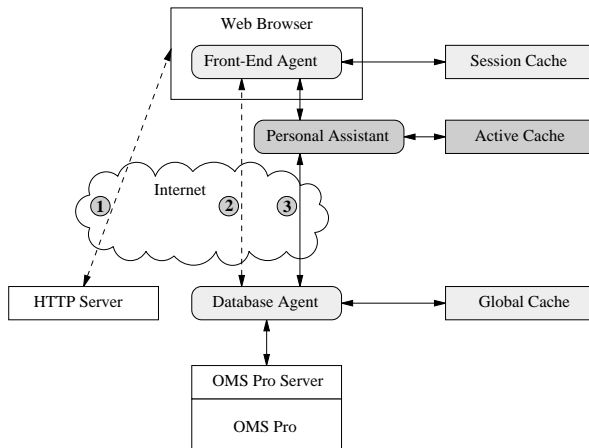 Web Browser
Front-End Agent
Session Cache
Personal Assistant
Active Cache
Internet
1
2
3
HTTP Server
Database Agent
Global Cache
OMS Pro Server
OMS Pro